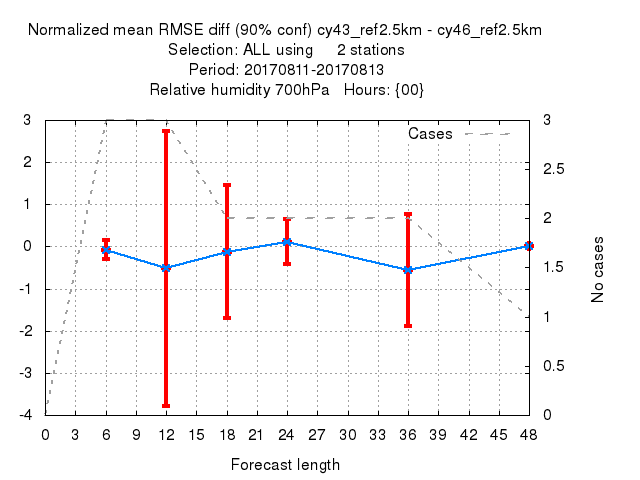 Normalized mean RMSE diff (90% conf) cy43_ref2.5km - cy46_ref2.5km
Selection: ALL using 2 stations
Period: 20170811-20170813
Relative humidity 700hPa Hours: {00}
Cases
3
2
1
0
-1
-2
-3
-4
3
2.5
2
1.5
1
0.5
0
No cases
0 3 6 9 12 15 18 21 24 27 30 33 36 39 42 45 48
Forecast length